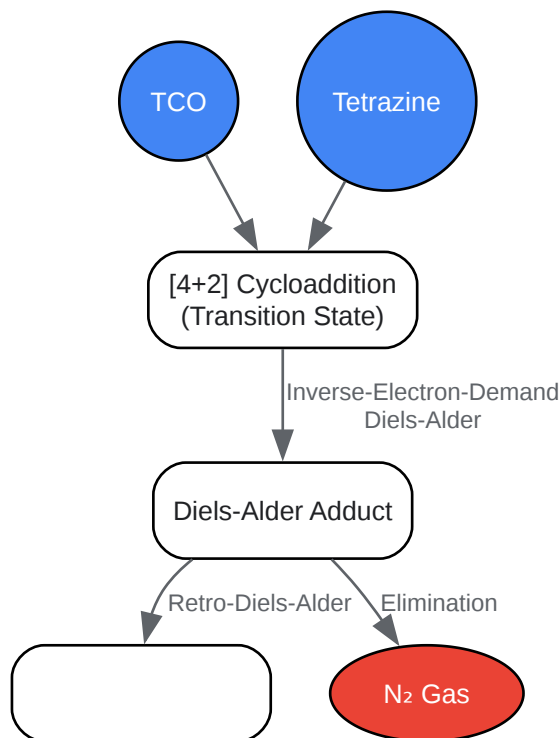 TCO
Tetrazine
[4+2] Cycloaddition
(Transition State)
Inverse-Electron-Demand
Diels-Alder
Diels-Alder Adduct
Retro-Diels-Alder
Elimination
N₂ Gas